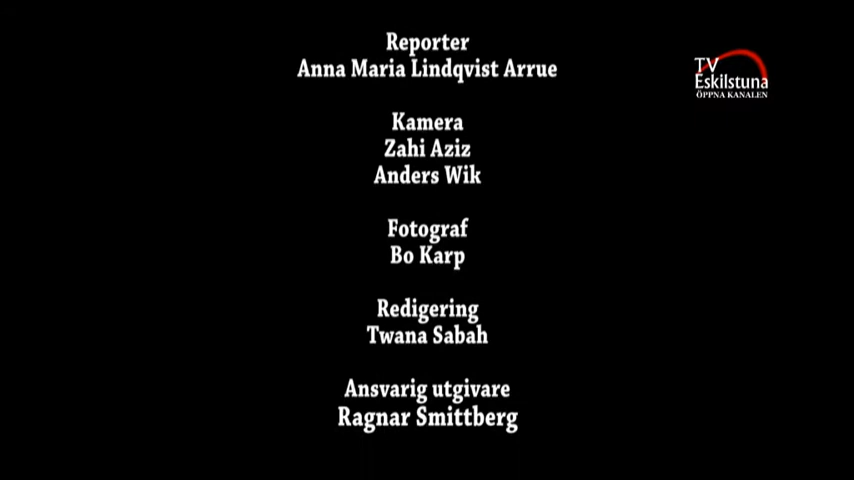 Reporter
Anna Maria Lindqvist Arrue
TV
Eskilstuna
ÖPPNA KANALEN
Kamera
Zahi Aziz
Anders Wik
Fotograf
Bo Karp
Redigering
Twana Sabah
Ansvarig utgivare
Ragnar Smittberg